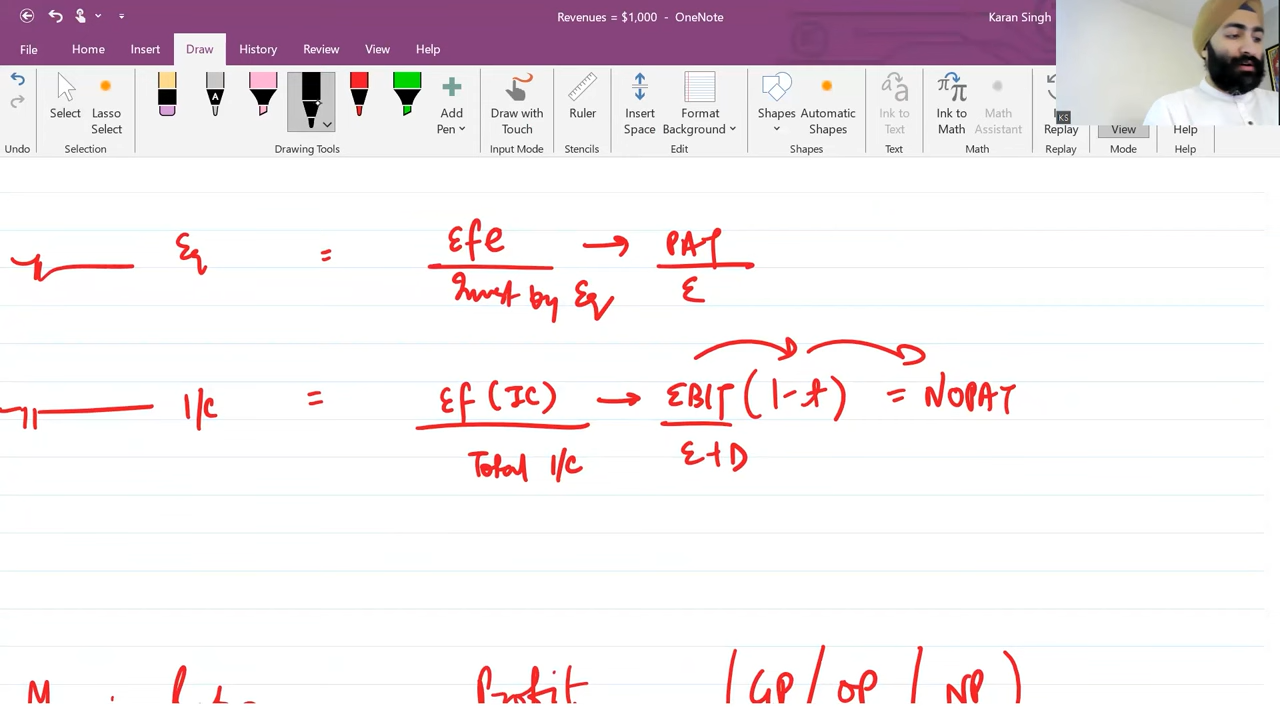 Revenues = $1,000 - OneNote
Karan Singh
File Home Insert Draw History Review View Help
Select
Lasso Select
Add Pen
Draw with Touch
Ruler
Insert Space
Format Background
Shapes
Automatic Shapes
Ink to Text
Ink to Math
Math Assistant
Replay
View
Help
KS
Undo Selection Drawing Tools Input Mode Stencils Edit Shapes Text Math Replay Mode Help
Eq = Efe → PAT
Invst by Eq E
I/C = Ef (IC) → EBIT (1-t) = NOPAT
Total I/C E+D
Profit (GP / OP / NP)